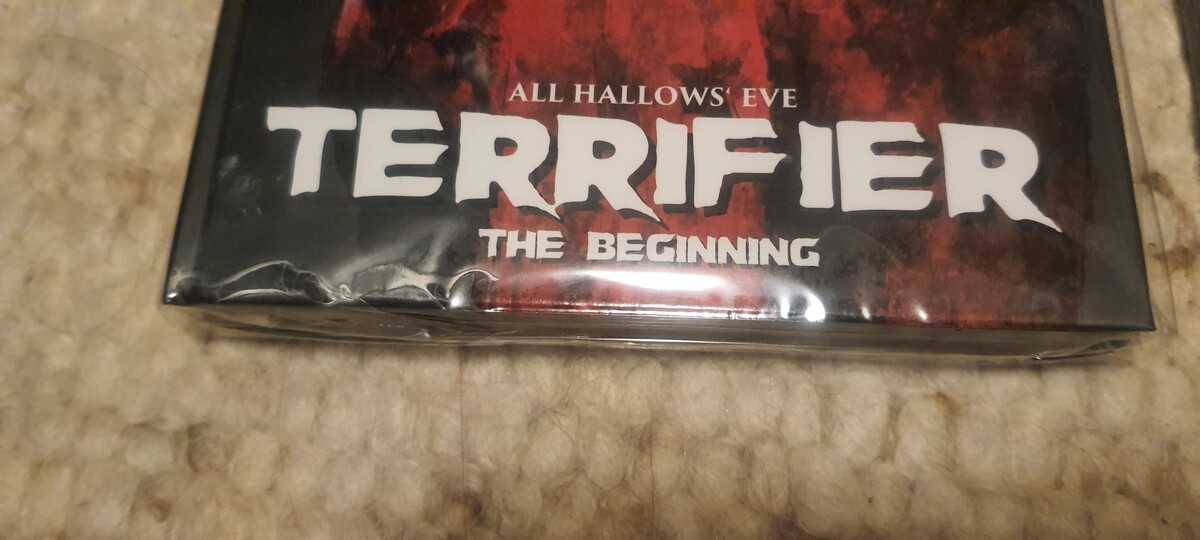 ALL HALLOWS‘ EVE
TERRIFIER
THE BEGINNING